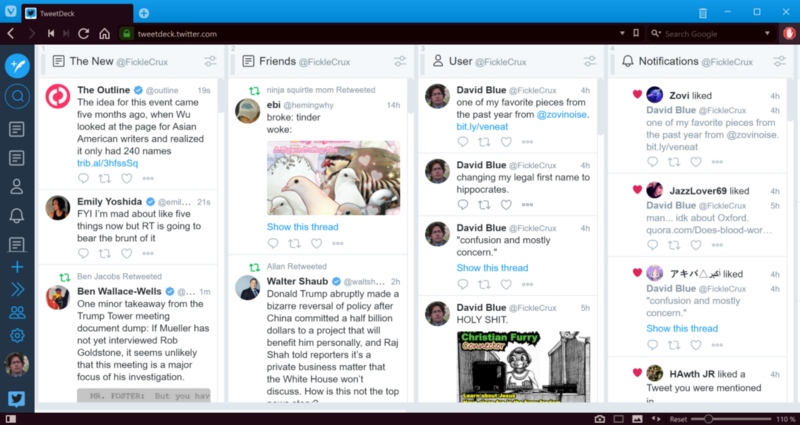 TweetDeck
tweetdeck.twitter.com
Search Google
1
The New @FickleCrux
The Outline @outline 19s
The idea for this event came
five months ago, when Wu
looked at the page for Asian
American writers and realized
it only had 240 names
trib.al/3hfssSq
Emily Yoshida @emil... 21s
FYI I'm mad about like five
things now but RT is going to
bear the brunt of it
Ben Jacobs Retweeted
Ben Wallace-Wells @... 1m
One minor takeaway from the
Trump Tower meeting
document dump: If Mueller has
not yet interviewed Rob
Goldstone, it seems unlikely
that this meeting is a major
focus of his investigation.
MR. FOSTER: But you have
2
Friends @FickleCrux
ninja squirtle mom Retweeted
ebi @hemingwhy 14h
broke: tinder
woke:
Show this thread
Allan Retweeted
Walter Shaub @waltsh... 2h
Donald Trump abruptly made a
bizarre reversal of policy after
China committed a half billion
dollars to a project that will
benefit him personally, and Raj
Shah told reporters it's a
private business matter that
the White House won't
discuss. How is this not the top
news story?
3
User @FickleCrux
David Blue @FickleCrux 4h
one of my favorite pieces from
the past year from @zovinoise.
bit.ly/veneat
David Blue @FickleCrux 4h
changing my legal first name to
hippocrates.
David Blue @FickleCrux 4h
"confusion and mostly
concern."
Show this thread
David Blue @FickleCrux 5h
HOLY SHIT.
Christian Furry
Connector
Learn about Jesus
4
Notifications @FickleCrux
Zovi liked 4h
David Blue @FickleCrux 4h
one of my favorite pieces from
the past year from @zovinoise.
bit.ly/veneat
JazzLover69 liked 4h
David Blue @FickleCrux 5h
man... idk about Oxford.
quora.com/Does-blood-wor...
アキバ△اكبر liked 4h
David Blue @FickleCrux 4h
"confusion and mostly
concern."
Show this thread
HAwth JR liked a 4h
Tweet you were mentioned
in
Reset 110 %